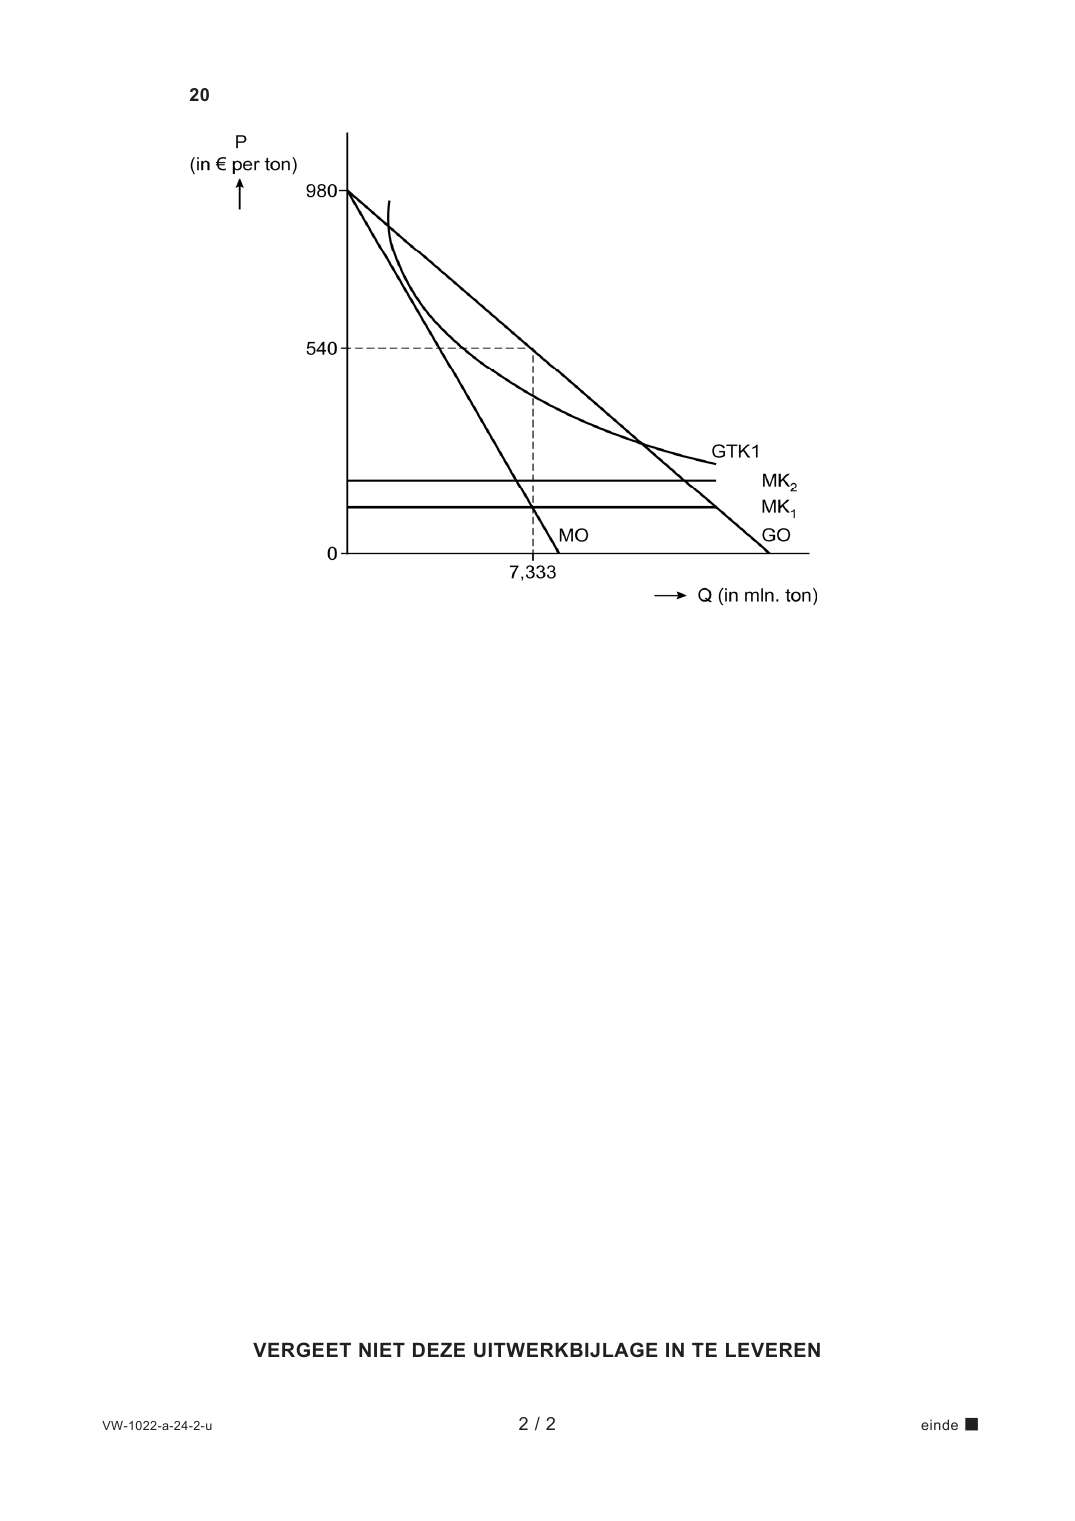 20
P
(in € per ton)
980
540
GTK1
MK2
MK1
MO
GO
0
7,333
Q (in mln. ton)
VERGEET NIET DEZE UITWERKBIJLAGE IN TE LEVEREN
VW-1022-a-24-2-u
2 / 2
einde